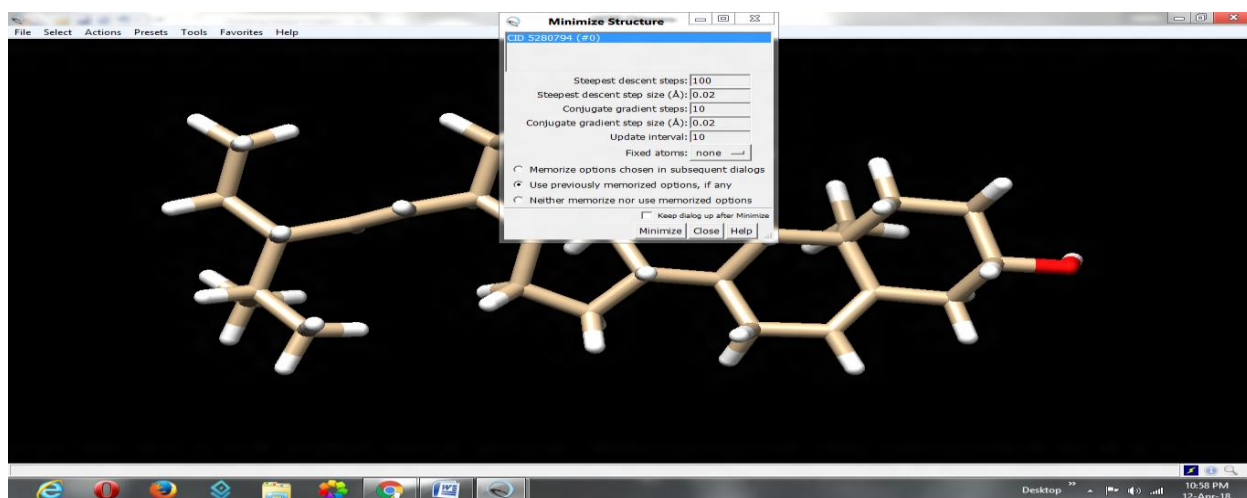 Minimize Structure
File Select Actions Presets Tools Favorites Help
CID 5280794 (#0)
Steepest descent steps: 100
Steepest descent step size (Å): 0.02
Conjugate gradient steps: 10
Conjugate gradient step size (Å): 0.02
Update interval: 10
Fixed atoms: none
Memorize options chosen in subsequent dialogs
Use previously memorized options, if any
Neither memorize nor use memorized options
Keep dialog up after Minimize
Minimize Close Help
Desktop 10:58 PM
12-Apr-18